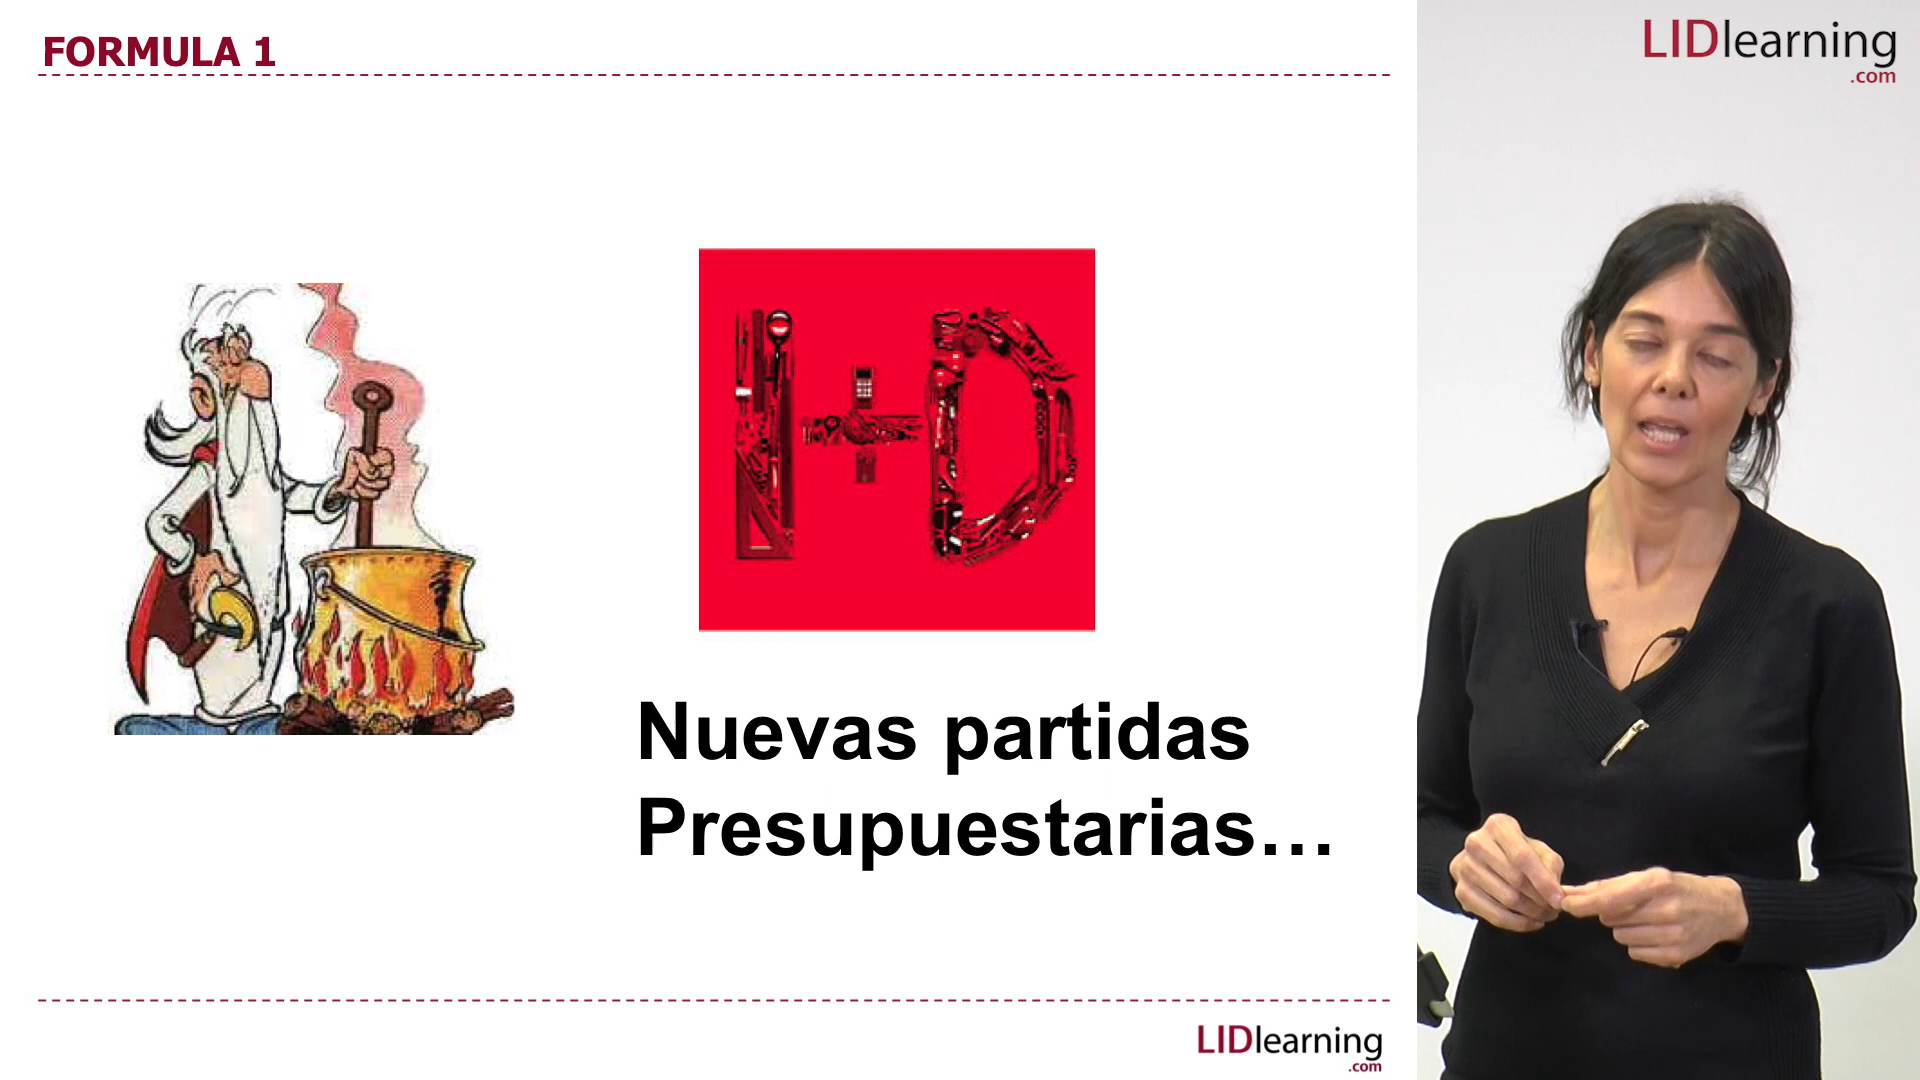 FORMULA 1
LIDlearning
.com
I+D
Nuevas partidas
Presupuestarias...
LIDlearning
.com